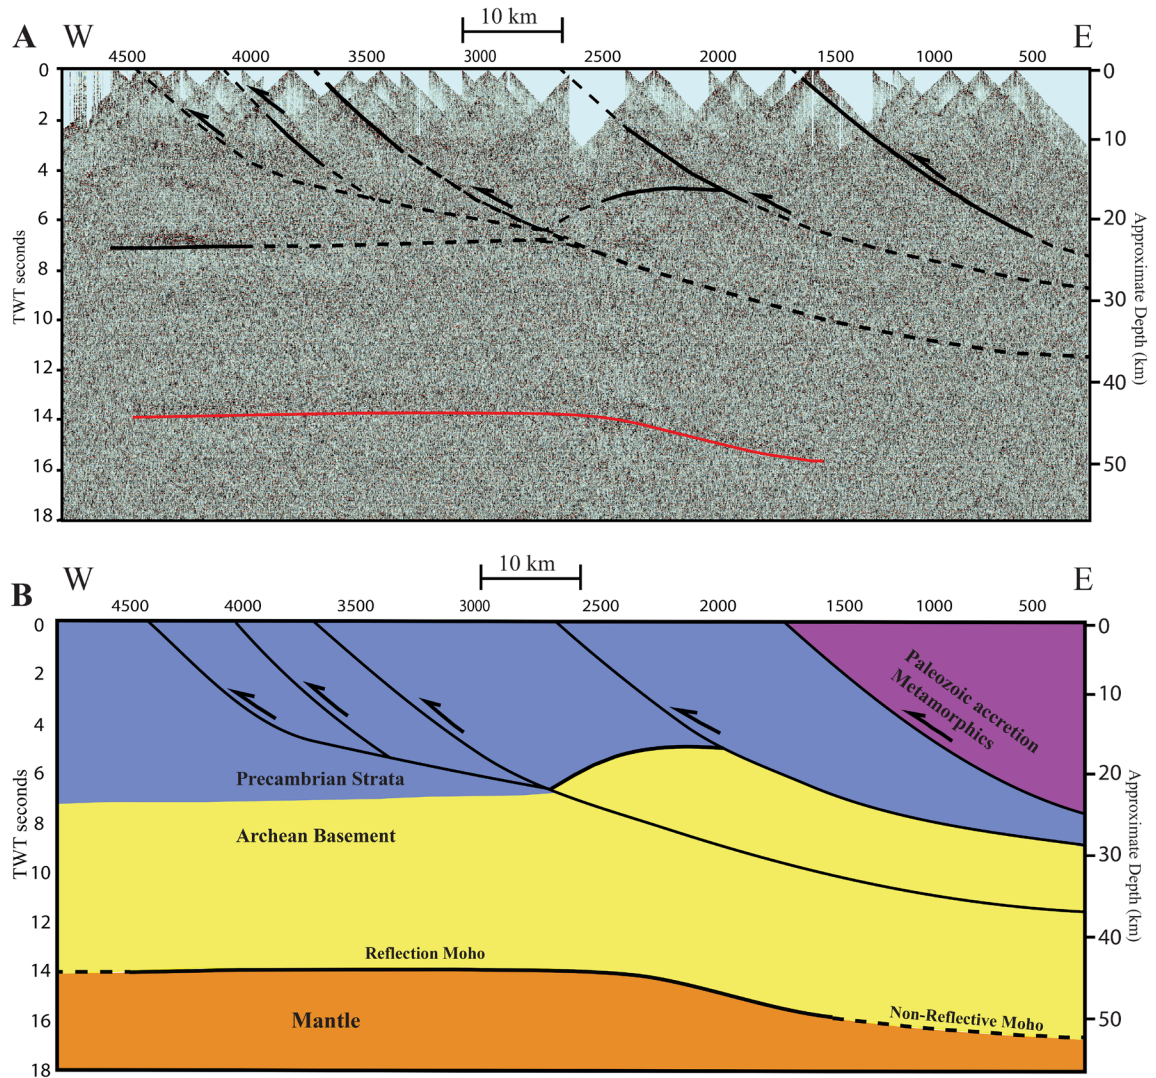 A W 10 km E
4500 4000 3500 3000 2500 2000 1500 1000 500
0 0
2
10
4
6
20
8
30
10
12
40
14
16
50
18
TWT seconds
Approximate Depth (km)
B W 10 km E
4500 4000 3500 3000 2500 2000 1500 1000 500
0 0
2
10
4
6
20
8
30
10
12
40
14
16
50
18
TWT seconds
Approximate Depth (km)
Paleozoic accretion
Metamorphics
Precambrian Strata
Archean Basement
Reflection Moho
Non-Reflective Moho
Mantle